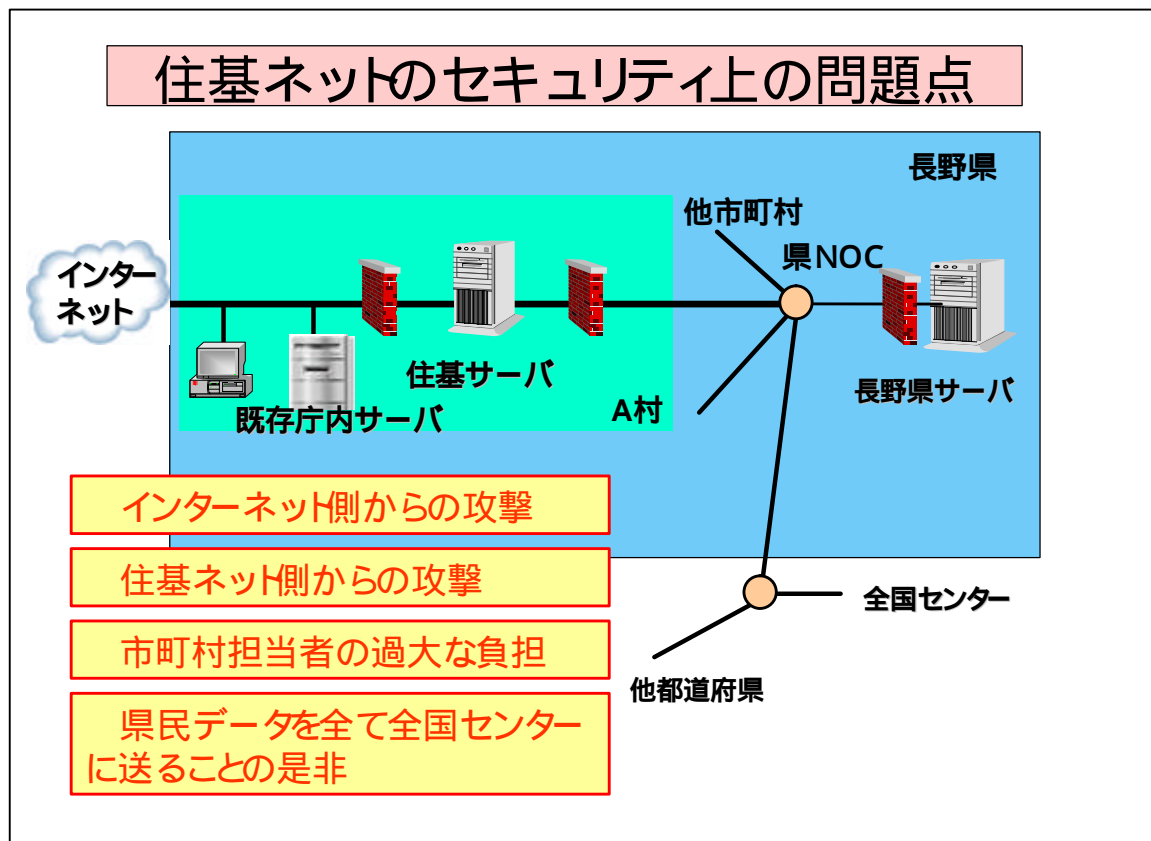 住基ネットのセキュリティ上の問題点
長野県
他市町村
県NOC
インター
ネット
住基サーバ
長野県サーバ
既存庁内サーバ
A村
インターネット側からの攻撃
住基ネット側からの攻撃
全国センター
市町村担当者の過大な負担
他都道府県
県民データを全て全国センター
に送ることの是非